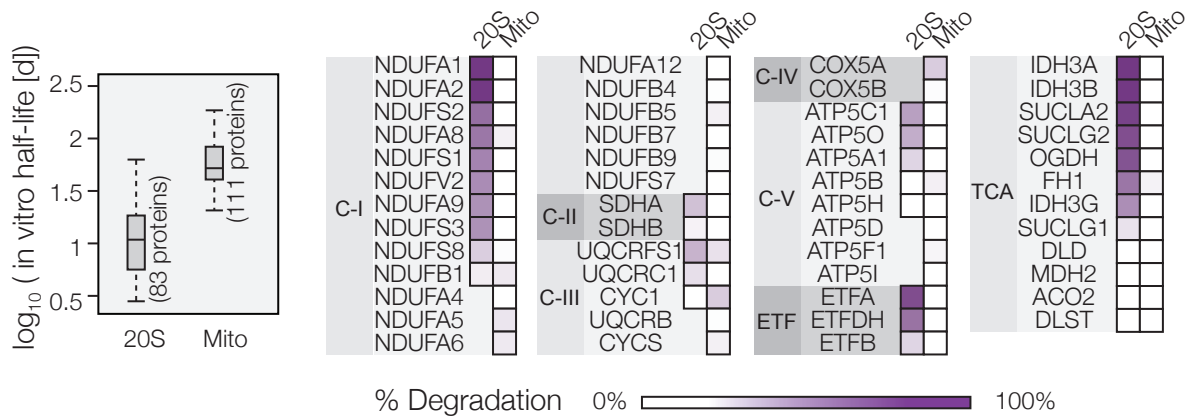 log10 ( in vitro half-life [d])
2.5
2
1.5
1
0.5
(83 proteins)
(111 proteins)
20S Mito
20S Mito
C-I
NDUFA1
NDUFA2
NDUFS2
NDUFA8
NDUFS1
NDUFV2
NDUFA9
NDUFS3
NDUFS8
NDUFB1
NDUFA4
NDUFA5
NDUFA6
20S Mito
NDUFA12
NDUFB4
NDUFB5
NDUFB7
NDUFB9
NDUFS7
C-II
SDHA
SDHB
C-III
UQCRFS1
UQCRC1
CYC1
UQCRB
CYCS
20S Mito
C-IV
COX5A
COX5B
C-V
ATP5C1
ATP5O
ATP5A1
ATP5B
ATP5H
ATP5D
ATP5F1
ATP5I
ETF
ETFA
ETFDH
ETFB
20S Mito
TCA
IDH3A
IDH3B
SUCLA2
SUCLG2
OGDH
FH1
IDH3G
SUCLG1
DLD
MDH2
ACO2
DLST
% Degradation 0% 100%